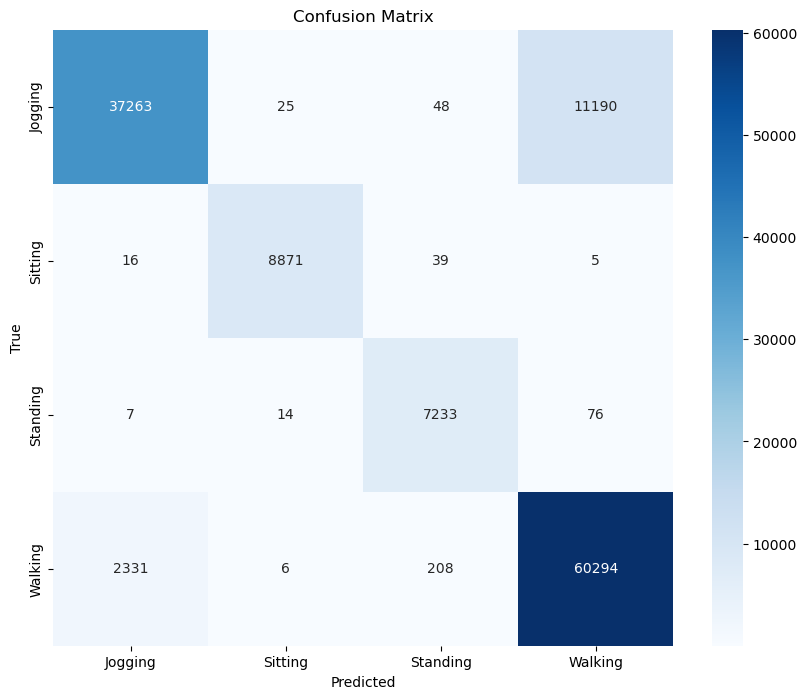 Confusion Matrix
Jogging 37263 25 48 11190
Sitting 16 8871 39 5
Standing 7 14 7233 76
Walking 2331 6 208 60294
Jogging Sitting Standing Walking
Predicted
True
60000
50000
40000
30000
20000
10000